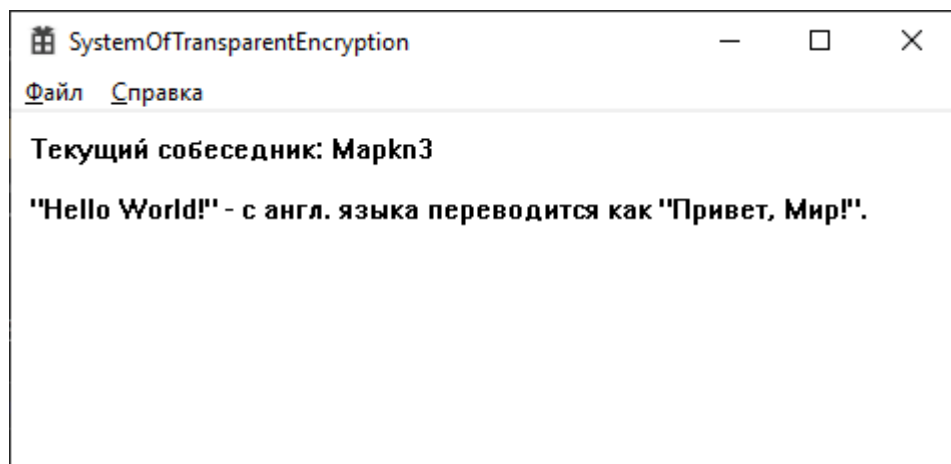 SystemOfTransparentEncryption
Файл Справка
Текущий собеседник: Mapkn3
"Hello World!" - с англ. языка переводится как "Привет, Мир!".